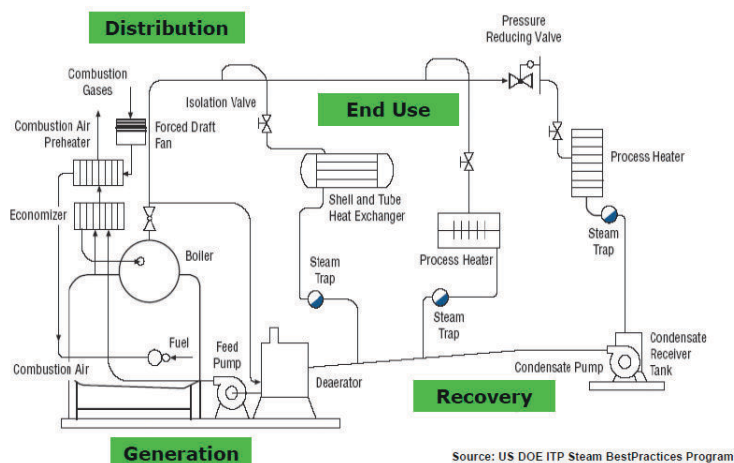 Distribution
Pressure
Reducing Valve
Combustion
Gases
Isolation Valve
End Use
Combustion Air
Preheater
Forced Draft
Fan
Process Heater
Shell and Tube
Heat Exchanger
Economizer
Boiler
Steam
Trap
Steam
Trap
Process Heater
Steam
Trap
Fuel
Feed
Pump
Combustion Air
Deaerator
Condensate Pump
Condensate
Receiver
Tank
Recovery
Generation
Source: US DOE ITP Steam BestPractices Program